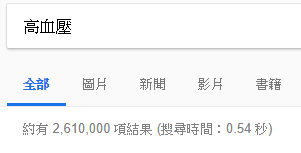 高血壓
全部 圖片 新聞 影片 書籍
約有 2,610,000 項結果 (搜尋時間：0.54 秒)